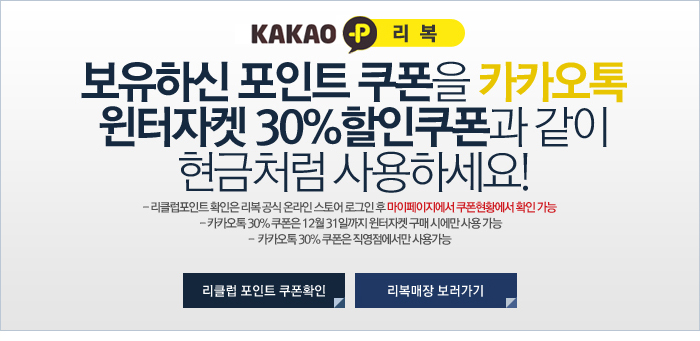 KAKAO P 리복
보유하신 포인트 쿠폰을 카카오톡
윈터자켓 30%할인쿠폰과 같이
현금처럼 사용하세요!
- 리클럽포인트 확인은 리복 공식 온라인 스토어 로그인 후 마이페이지에서 쿠폰현황에서 확인 가능
- 카카오톡 30% 쿠폰은 12월 31일까지 윈터자켓 구매 시에만 사용 가능
- 카카오톡 30% 쿠폰은 직영점에서만 사용가능
리클럽 포인트 쿠폰확인
리복매장 보러가기